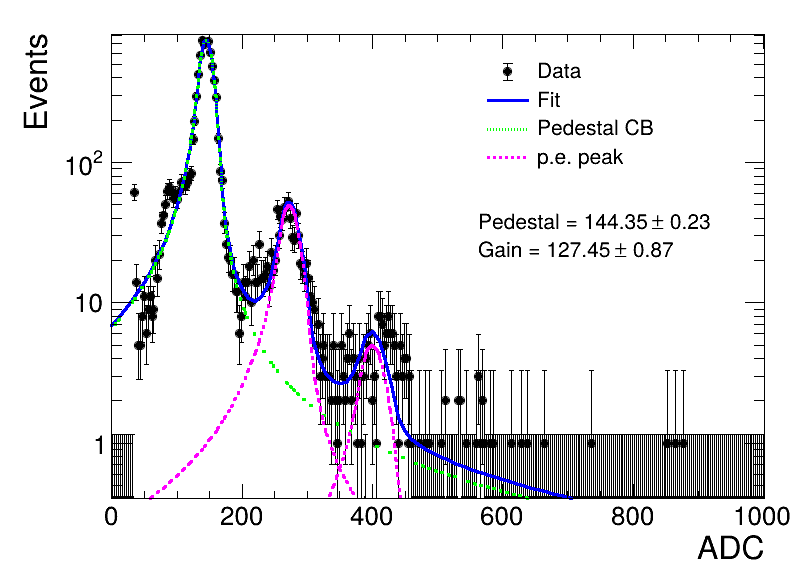 Events
Data
Fit
Pedestal CB
p.e. peak
10²
Pedestal = 144.35 ± 0.23
Gain = 127.45 ± 0.87
10
1
0 200 400 600 800 1000
ADC